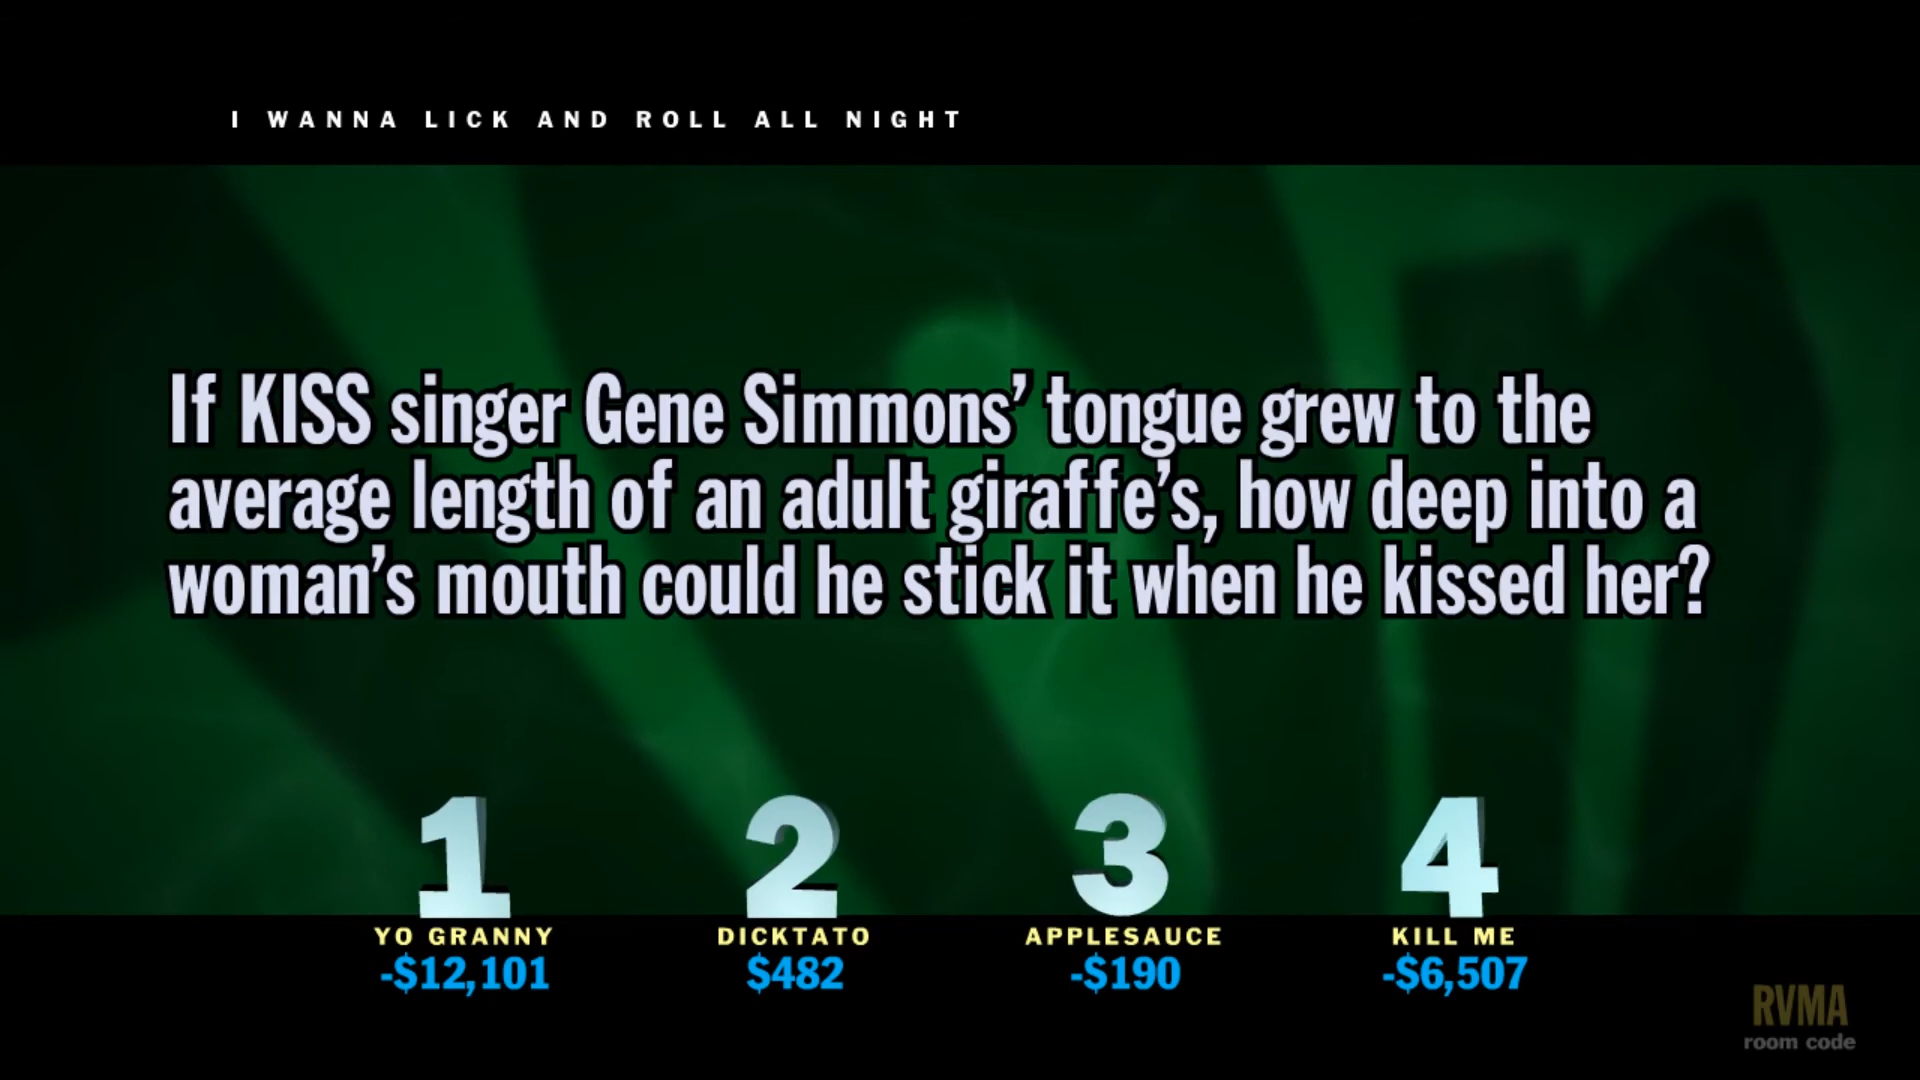 I WANNA LICK AND ROLL ALL NIGHT
If KISS singer Gene Simmons’ tongue grew to the
average length of an adult giraffe’s, how deep into a
woman’s mouth could he stick it when he kissed her?
1 2 3 4
YO GRANNY DICKTATO APPLESAUCE KILL ME
-$12,101 $482 -$190 -$6,507
RVMA
room code